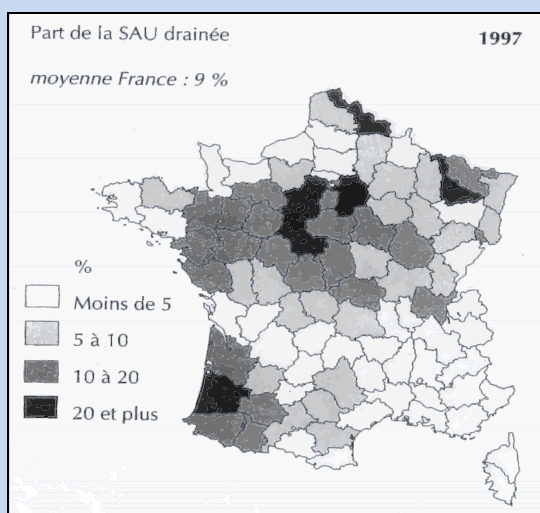 Part de la SAU drainée
1997
moyenne France : 9 %
%
Moins de 5
5 à 10
10 à 20
20 et plus